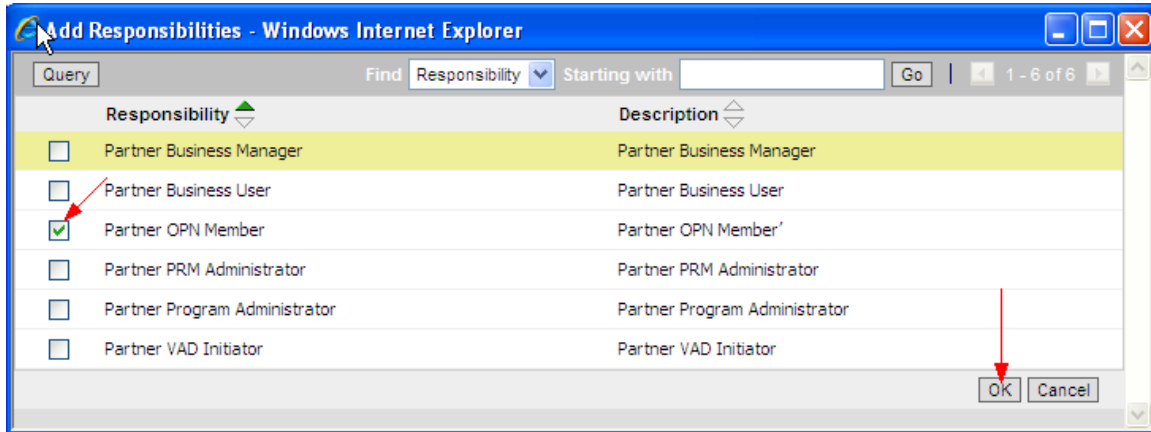 Add Responsibilities - Windows Internet Explorer
Query Find Responsibility Starting with Go 1 - 6 of 6
Responsibility Description
Partner Business Manager Partner Business Manager
Partner Business User Partner Business User
Partner OPN Member Partner OPN Member’
Partner PRM Administrator Partner PRM Administrator
Partner Program Administrator Partner Program Administrator
Partner VAD Initiator Partner VAD Initiator
OK Cancel